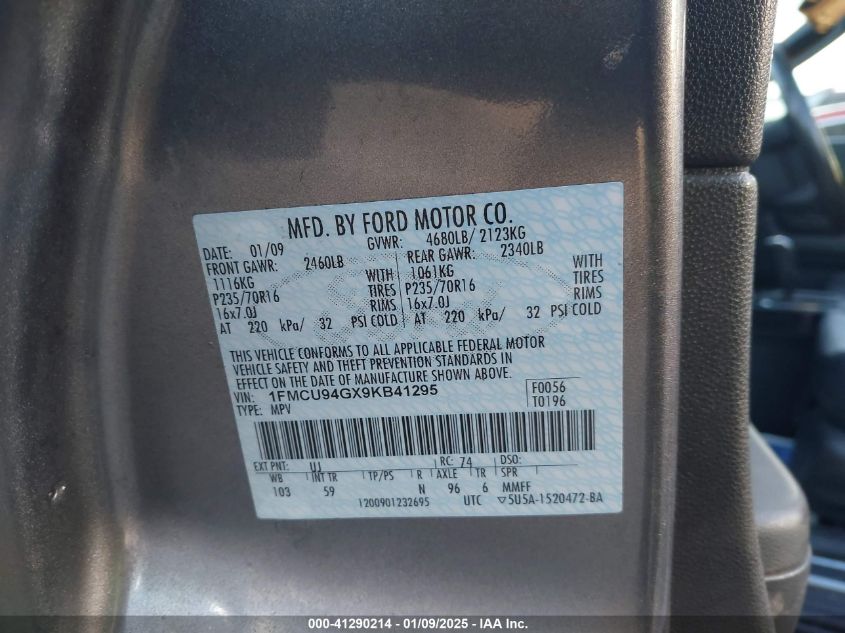 MFD. BY FORD MOTOR CO.
DATE: 01/09 GVWR: 4680LB/ 2123KG
FRONT GAWR: 2460LB REAR GAWR: 2340LB
1116KG WITH 1061KG WITH
P235/70R16 TIRES P235/70R16 TIRES
16x7.0J RIMS 16x7.0J RIMS
AT 220 kPa/ 32 PSI COLD AT 220 kPa/ 32 PSI COLD
THIS VEHICLE CONFORMS TO ALL APPLICABLE FEDERAL MOTOR
VEHICLE SAFETY AND THEFT PREVENTION STANDARDS IN
EFFECT ON THE DATE OF MANUFACTURE SHOWN ABOVE.
VIN: 1FMCU94GX9KB41295 F0056
TYPE: MPV T0196
EXT PNT: UJ RC: 74 DSO:
WB INT TR TP/PS R AXLE TR SPR
103 59 N 96 6 MMFF
1200901232695 UTC ▽5U5A-1520472-BA
000-41290214 - 01/09/2025 - IAAI, Inc.